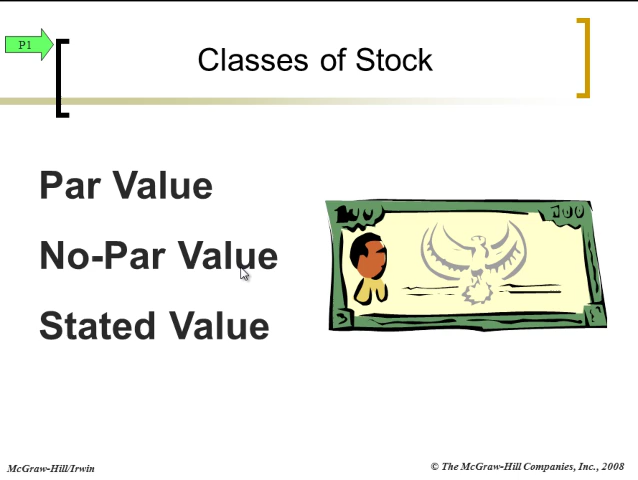 P1
Classes of Stock
Par Value
No-Par Value
Stated Value
McGraw-Hill/Irwin
© The McGraw-Hill Companies, Inc., 2008